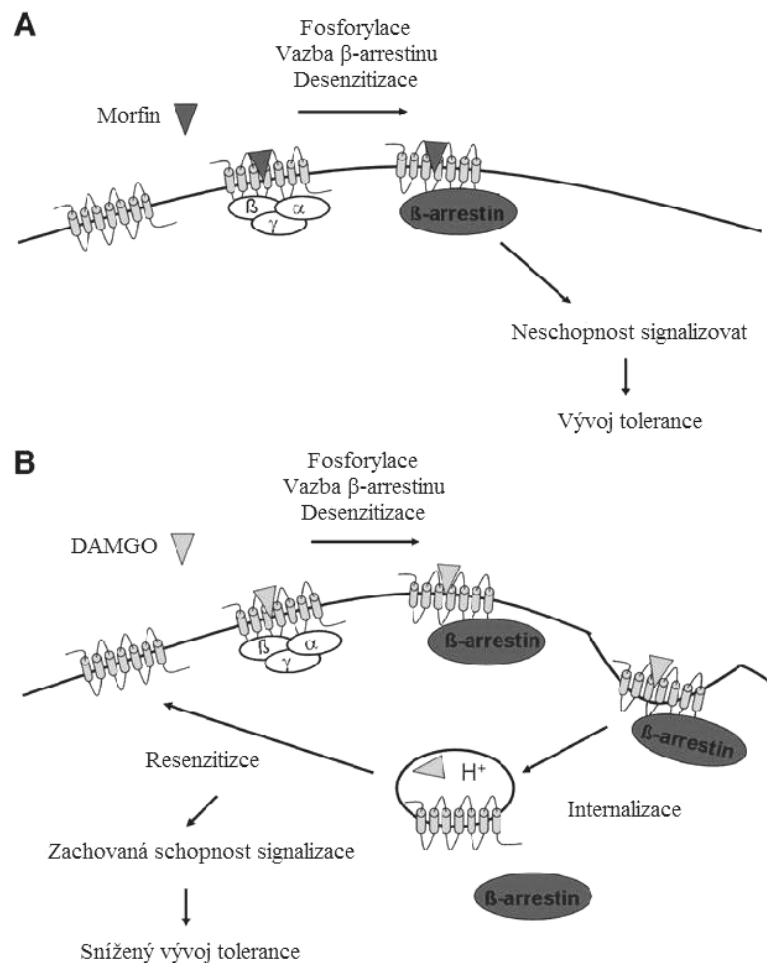 A
Fosforylace
Vazba β-arrestinu
Desenzitizace
Morfin
ß
α
γ
ß-arrestin
Neschopnost signalizovat
Vývoj tolerance
B
Fosforylace
Vazba β-arrestinu
Desenzitizace
DAMGO
ß
α
γ
ß-arrestin
ß-arrestin
H⁺
Resenzitizce
Internalizace
Zachovaná schopnost signalizace
ß-arrestin
Snížený vývoj tolerance